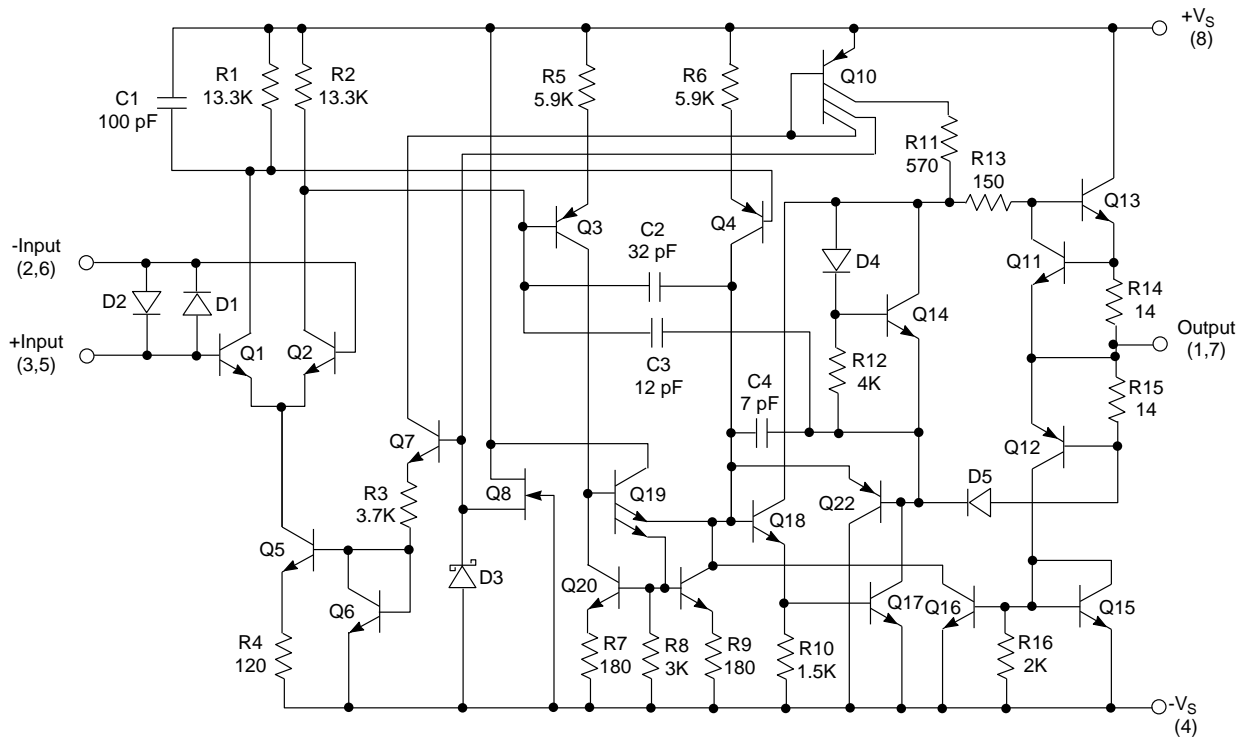 +VS
(8)
R1
13.3K
R2
13.3K
C1
100 pF
R5
5.9K
R6
5.9K
Q10
R11
570
R13
150
Q13
Q3
Q4
C2
32 pF
D4
Q11
R14
14
-Input
(2,6)
D2
D1
Q14
Output
(1,7)
+Input
(3,5)
Q1
Q2
C3
12 pF
R12
4K
C4
7 pF
R15
14
Q7
Q12
R3
3.7K
Q8
Q19
Q18
Q22
D5
Q5
D3
Q20
Q6
Q17
Q16
Q15
R4
120
R7
180
R8
3K
R9
180
R10
1.5K
R16
2K
-VS
(4)